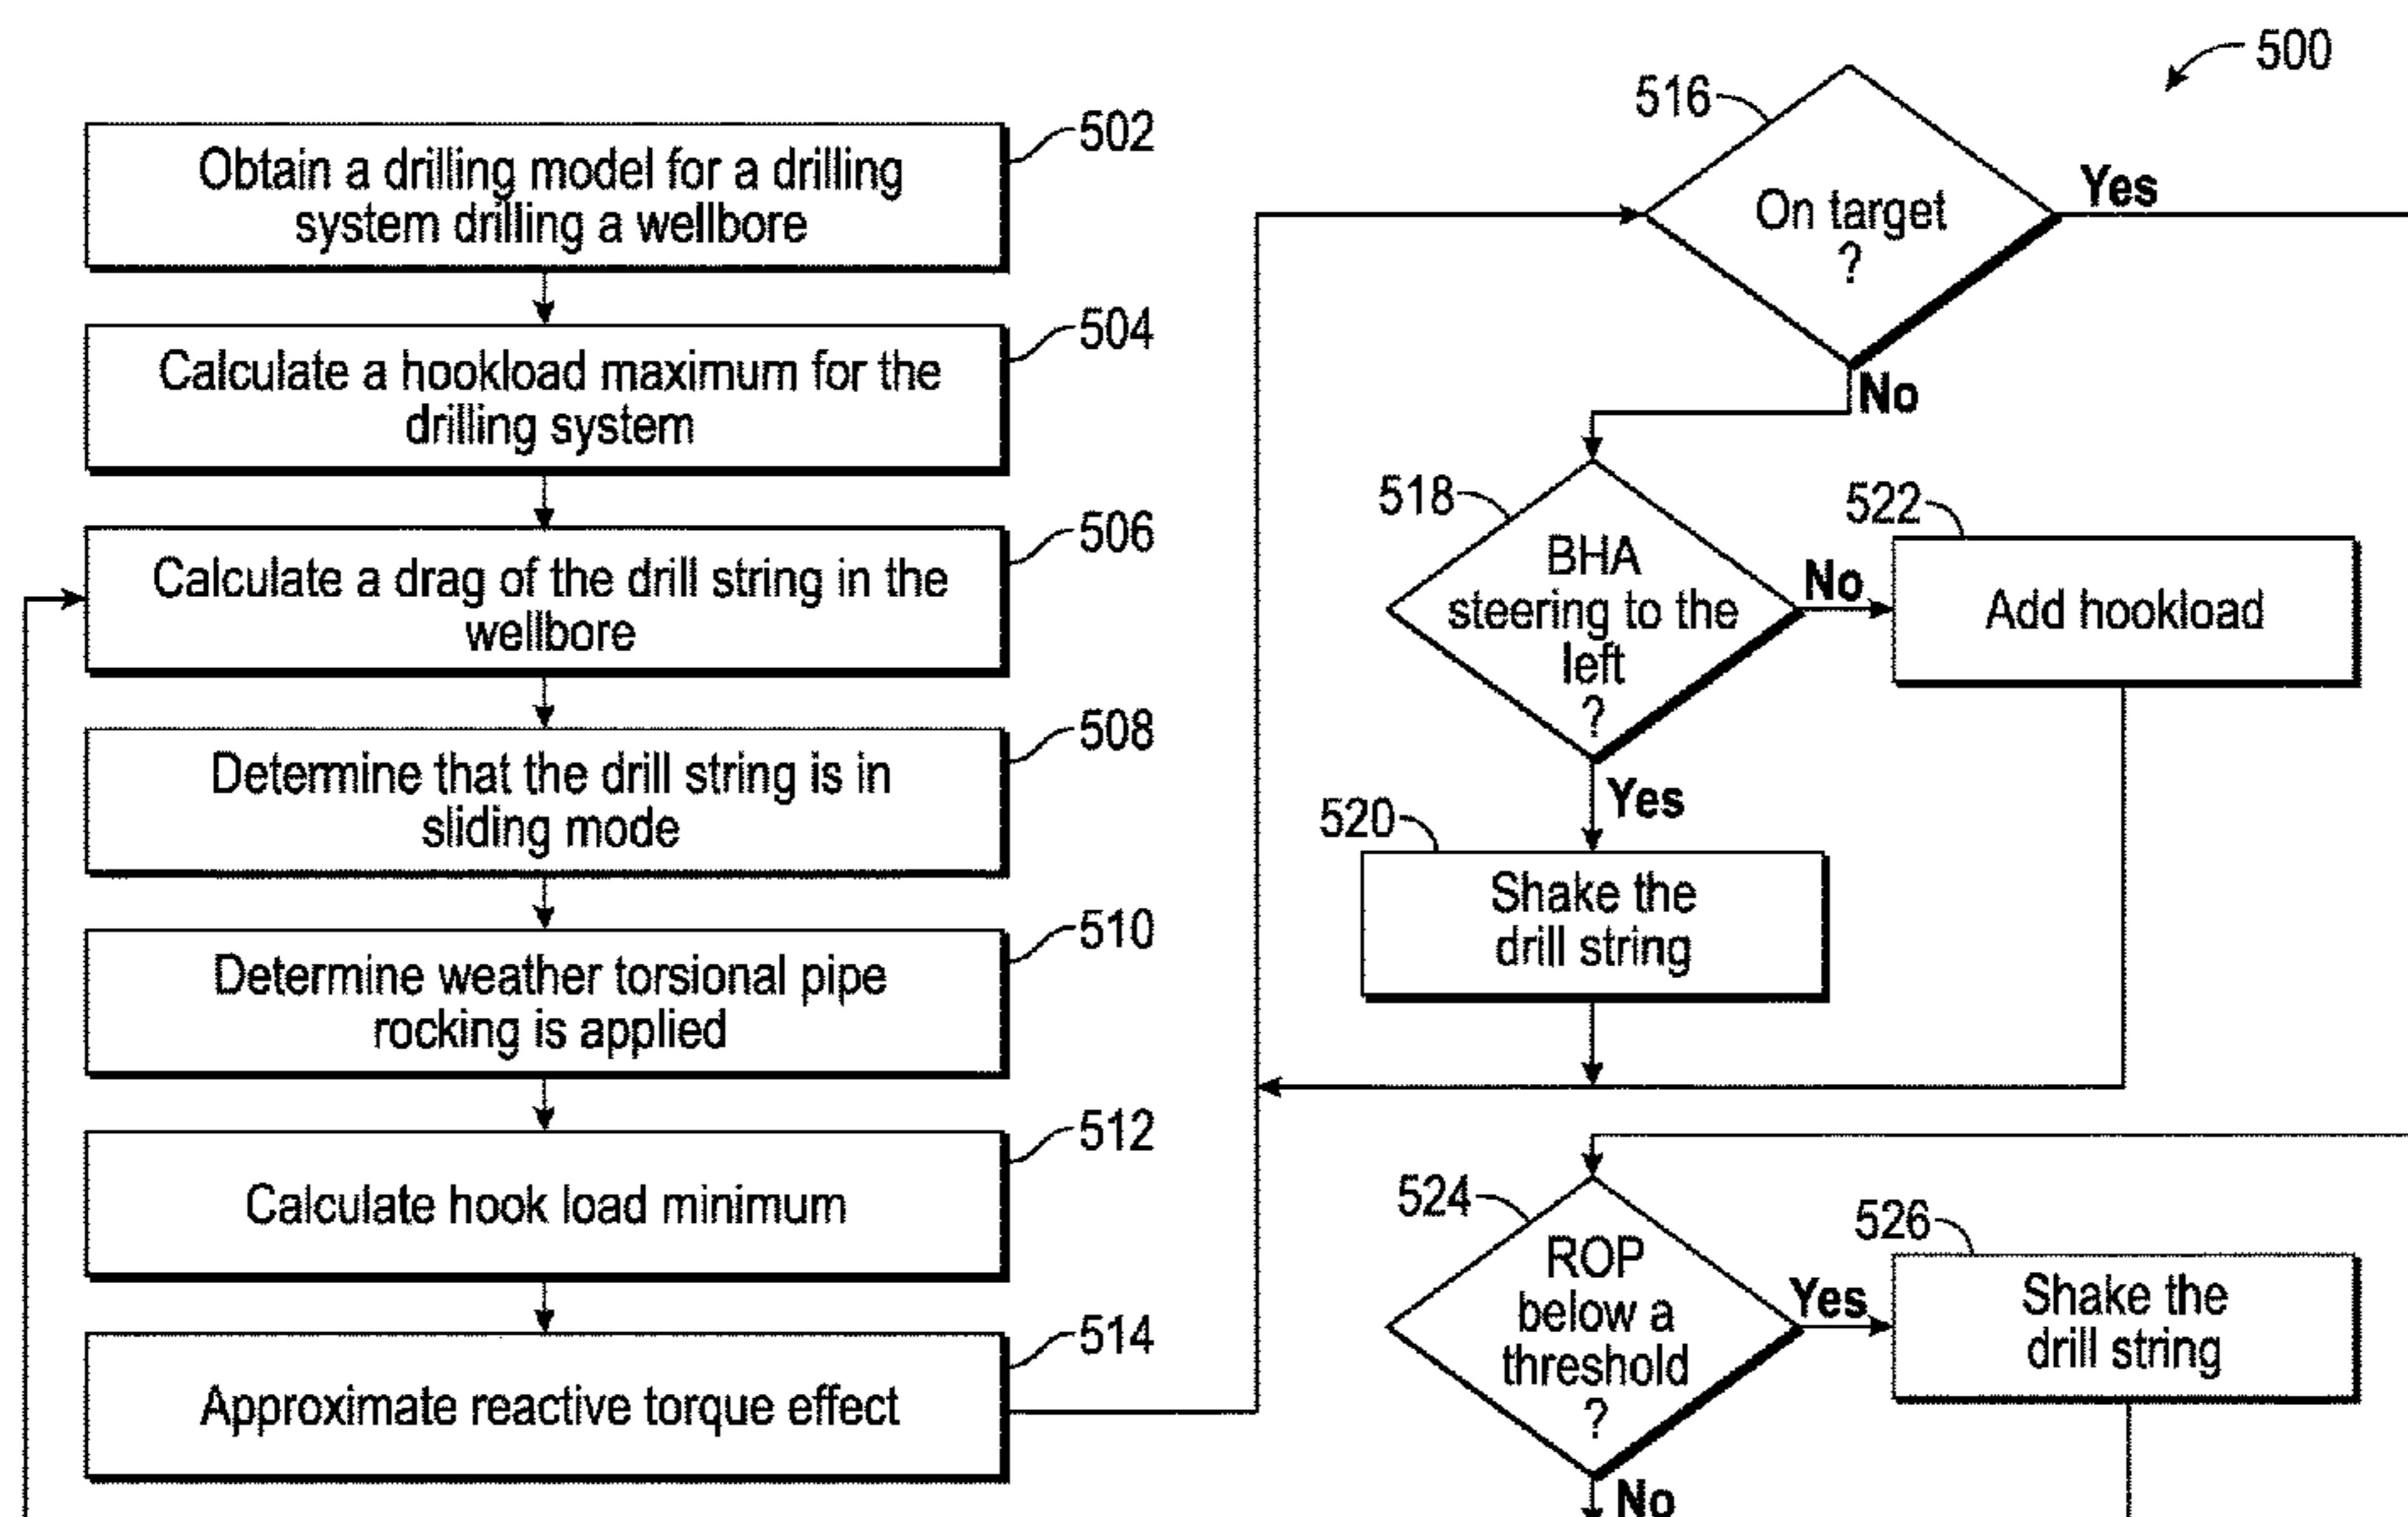 500
502
Obtain a drilling model for a drilling
system drilling a wellbore
504
Calculate a hookload maximum for the
drilling system
506
Calculate a drag of the drill string in the
wellbore
508
Determine that the drill string is in
sliding mode
510
Determine weather torsional pipe
rocking is applied
512
Calculate hook load minimum
514
Approximate reactive torque effect
516
On target
?
Yes
No
518
BHA
steering to the
left
?
No
522
Add hookload
Yes
520
Shake the
drill string
524
ROP
below a
threshold
?
Yes
526
Shake the
drill string
No